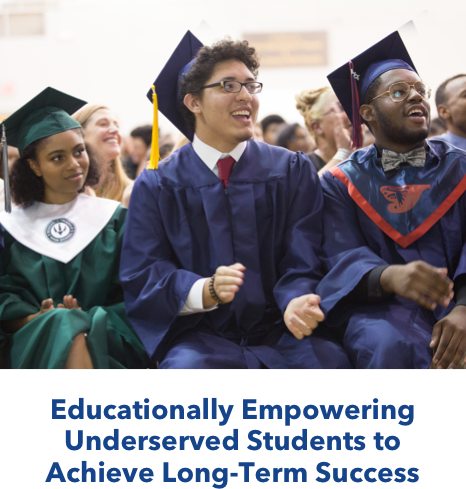 Educationally Empowering
Underserved Students to
Achieve Long-Term Success